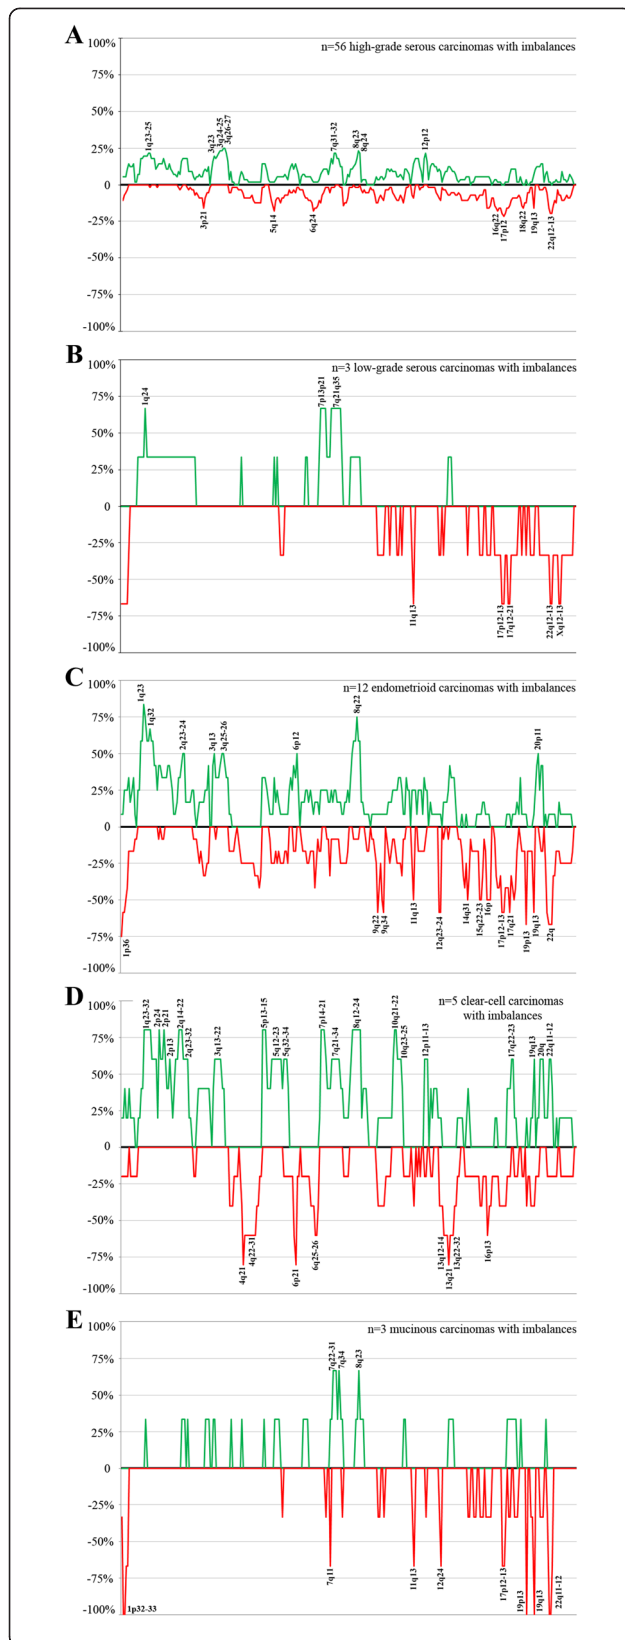 A
n=56 high-grade serous carcinomas with imbalances
100%
75%
50%
25%
0
-25%
-50%
-75%
-100%
1q23-25
3q23
3q24-25
3q26-27
7q31-32
8q23
8q24
12p12
3p21
5q14
6q24
16q22
17p12
18q22
19q13
22q12-13
B
n=3 low-grade serous carcinomas with imbalances
100%
75%
50%
25%
0
-25%
-50%
-75%
-100%
1q24
7p13p21
7q21q35
11q13
17p12-13
17q12-21
22q12-13
Xq12-13
C
n=12 endometrioid carcinomas with imbalances
100%
75%
50%
25%
0
-25%
-50%
-75%
-100%
1q23
1q32
2q23-24
3q13
3q25-26
6p12
8q22
20p11
1p36
9q22
9q34
11q13
12q23-24
14q31
15q22-23
16p
17p12-13
17q21
19p13
19q13
22q
D
n=5 clear-cell carcinomas
with imbalances
100%
75%
50%
25%
0
-25%
-50%
-75%
-100%
1q23-32
2p24
2p21
2p13
2q14-22
2q23-32
3q13-22
5p13-15
5q12-23
5q32-34
7p14-21
7q21-34
8q12-24
10q21-22
10q23-25
12p11-13
17q22-23
19q13
20q
22q11-12
4q21
4q22-31
6p21
6q25-26
13q12-14
13q21
13q22-32
16p13
E
n=3 mucinous carcinomas with imbalances
100%
75%
50%
25%
0
-25%
-50%
-75%
-100%
7q22-31
7q34
8q23
1p32-33
7q11
11q13
12q24
17p12-13
19p13
19q13
22q11-12